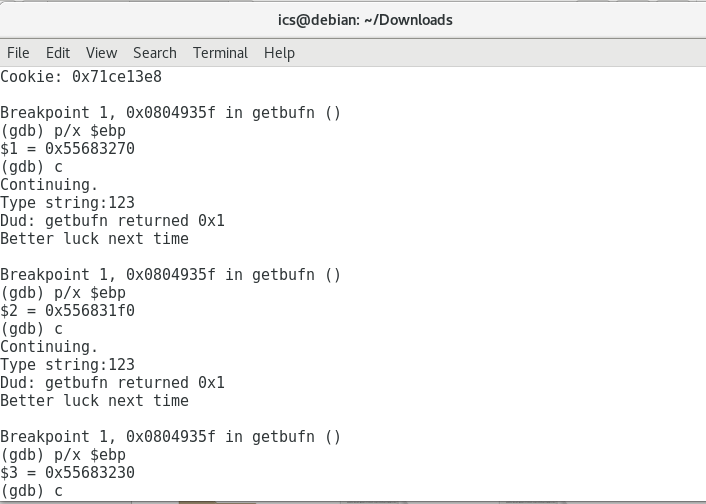 ics@debian: ~/Downloads
File Edit View Search Terminal Help
Cookie: 0x71ce13e8
Breakpoint 1, 0x0804935f in getbufn ()
(gdb) p/x $ebp
$1 = 0x55683270
(gdb) c
Continuing.
Type string:123
Dud: getbufn returned 0x1
Better luck next time
Breakpoint 1, 0x0804935f in getbufn ()
(gdb) p/x $ebp
$2 = 0x556831f0
(gdb) c
Continuing.
Type string:123
Dud: getbufn returned 0x1
Better luck next time
Breakpoint 1, 0x0804935f in getbufn ()
(gdb) p/x $ebp
$3 = 0x55683230
(gdb) c